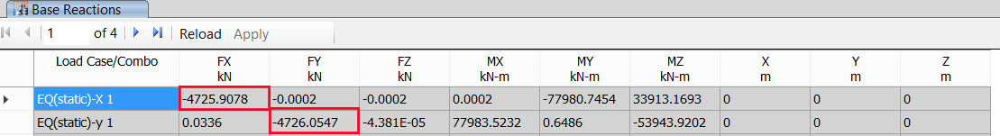 Base Reactions
1 of 4 Reload Apply
Load Case/Combo FX kN FY kN FZ kN MX kN-m MY kN-m MZ kN-m X m Y m Z m
EQ(static)-X 1 -4725.9078 -0.0002 -0.0002 0.0002 -77980.7454 33913.1693 0 0 0
EQ(static)-y 1 0.0336 -4726.0547 -4.381E-05 77983.5232 0.6486 -53943.9202 0 0 0